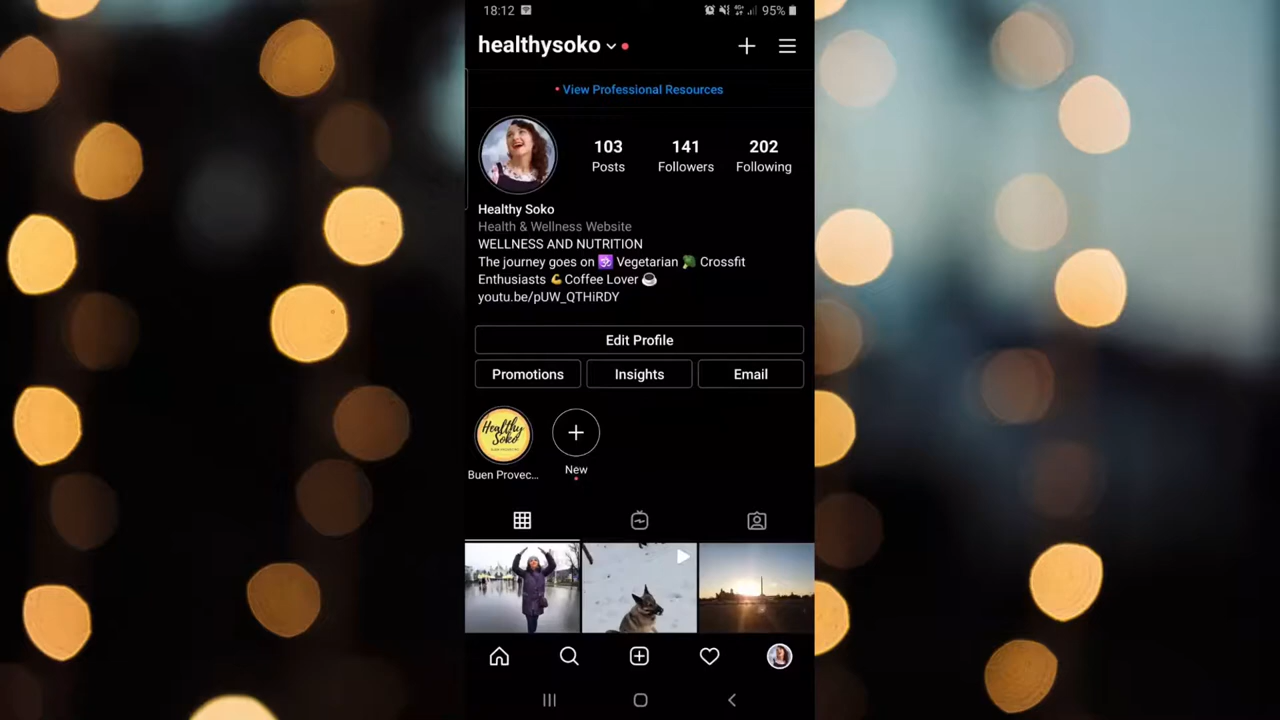 18:12 95%
healthysoko
View Professional Resources
103 141 202
Posts Followers Following
Healthy Soko
Health & Wellness Website
WELLNESS AND NUTRITION
The journey goes on 🕉 Vegetarian 🥦 Crossfit
Enthusiasts 💪 Coffee Lover ☕
youtu.be/pUW_QTHiRDY
Edit Profile
Promotions Insights Email
Healthy
Soko
Buen Provec... New